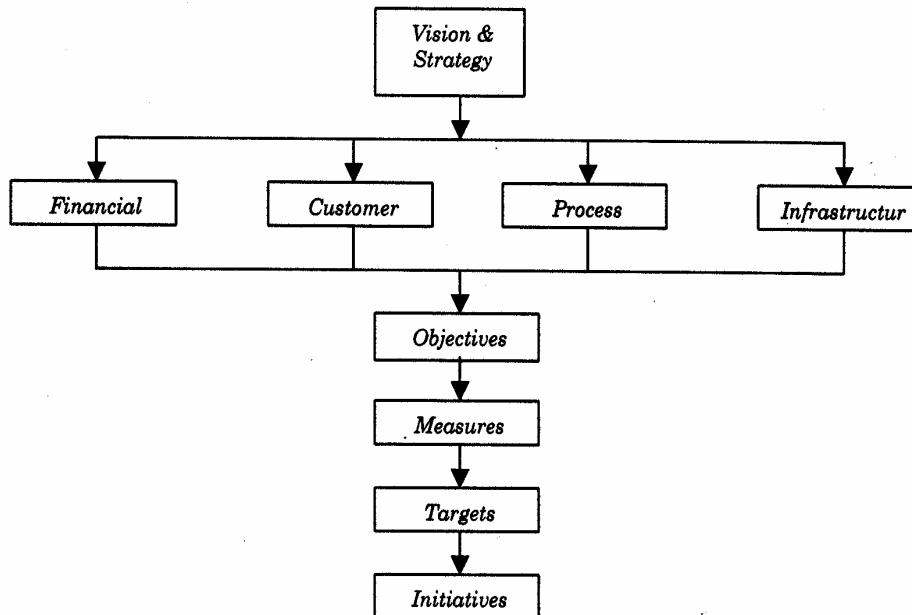 Vision &
Strategy
Financial
Customer
Process
Infrastructur
Objectives
Measures
Targets
Initiatives